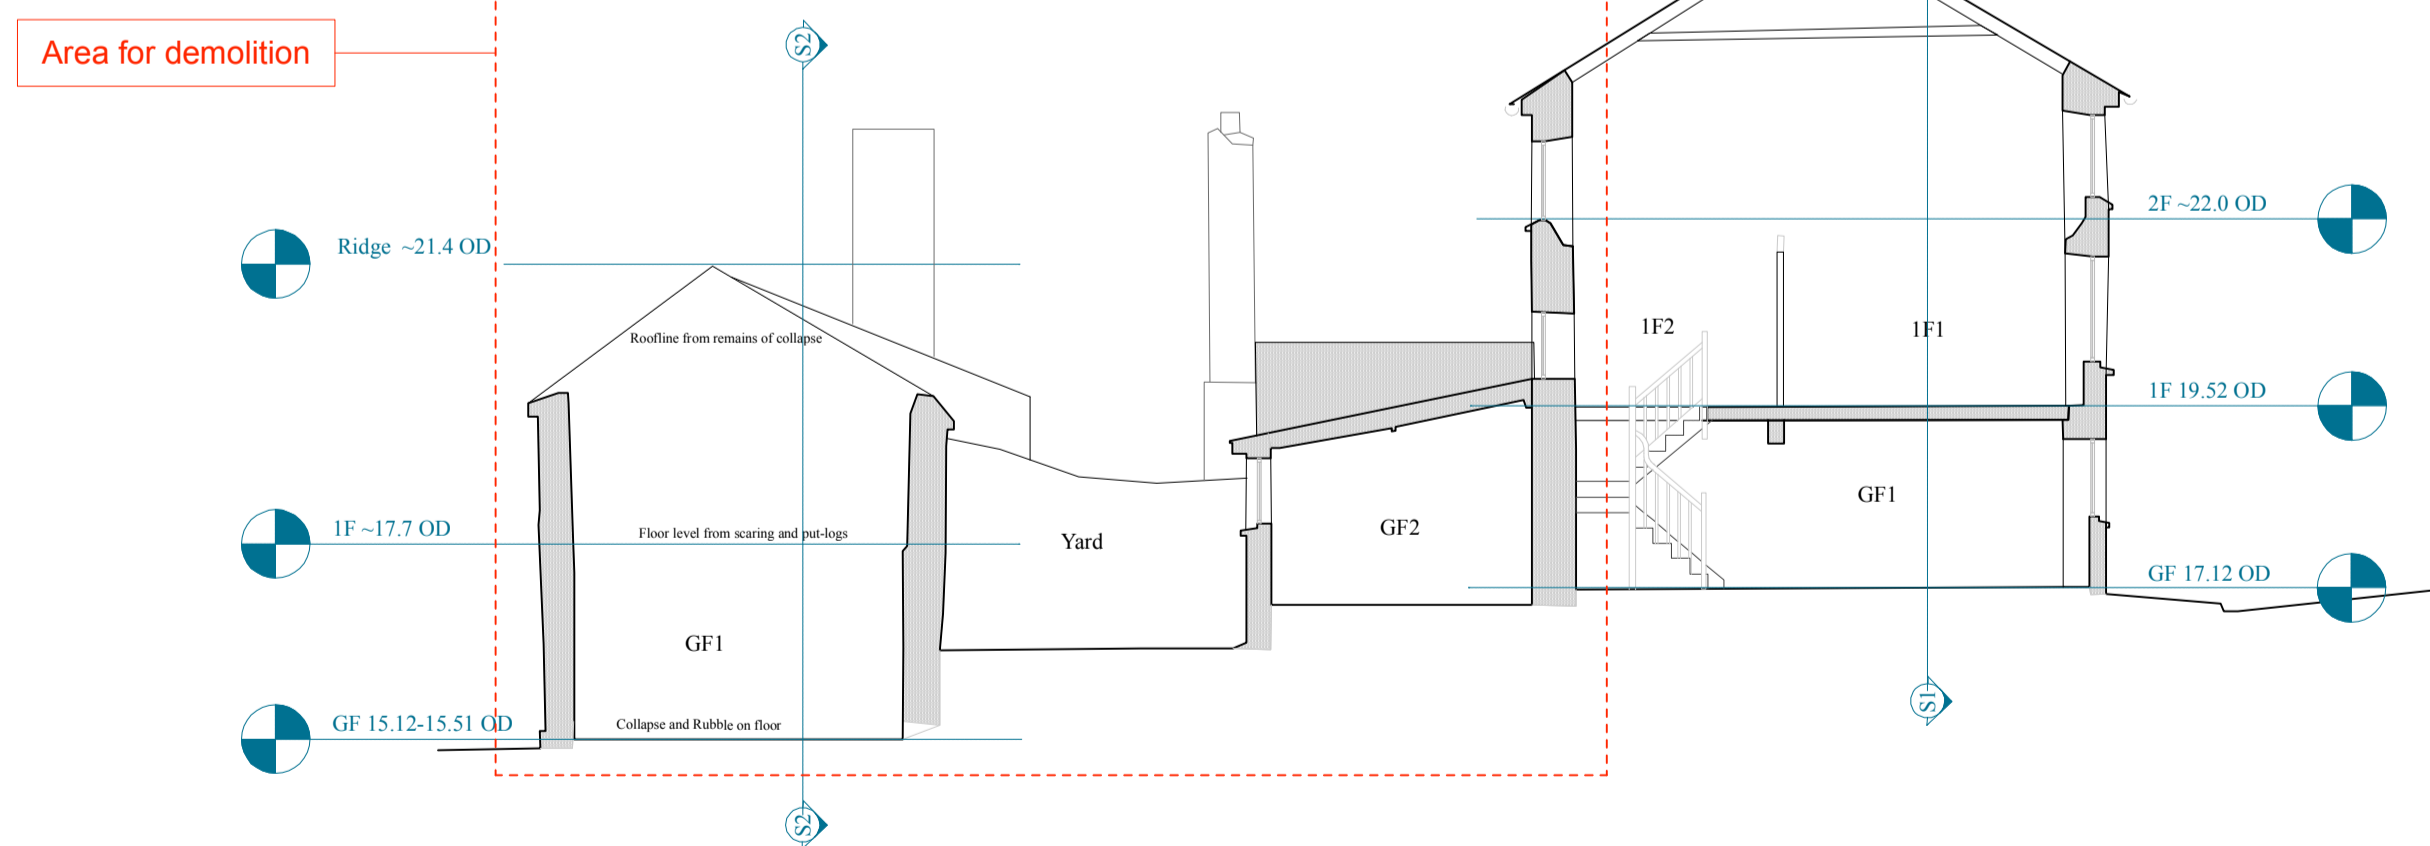 Area for demolition
S2
2F ~22.0 OD
Ridge ~21.4 OD
1F2
1F1
Roofline from remains of collapse
1F 19.52 OD
GF1
1F ~17.7 OD
Floor level from scaring and put-logs
Yard
GF2
GF 17.12 OD
GF1
S1
GF 15.12-15.51 OD
Collapse and Rubble on floor
S2